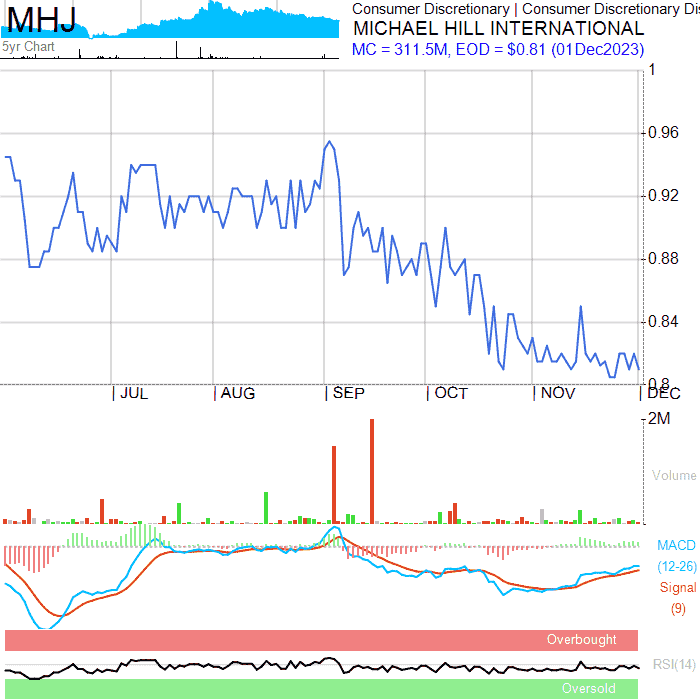 MHJ
5yr Chart
Consumer Discretionary | Consumer Discretionary Dis
MICHAEL HILL INTERNATIONAL
MC = 311.5M, EOD = $0.81 (01Dec2023)
1
0.96
0.92
0.88
0.84
0.8
JUL
AUG
SEP
OCT
NOV
DEC
2M
Volume
MACD
(12-26)
Signal
(9)
Overbought
RSI(14)
Oversold